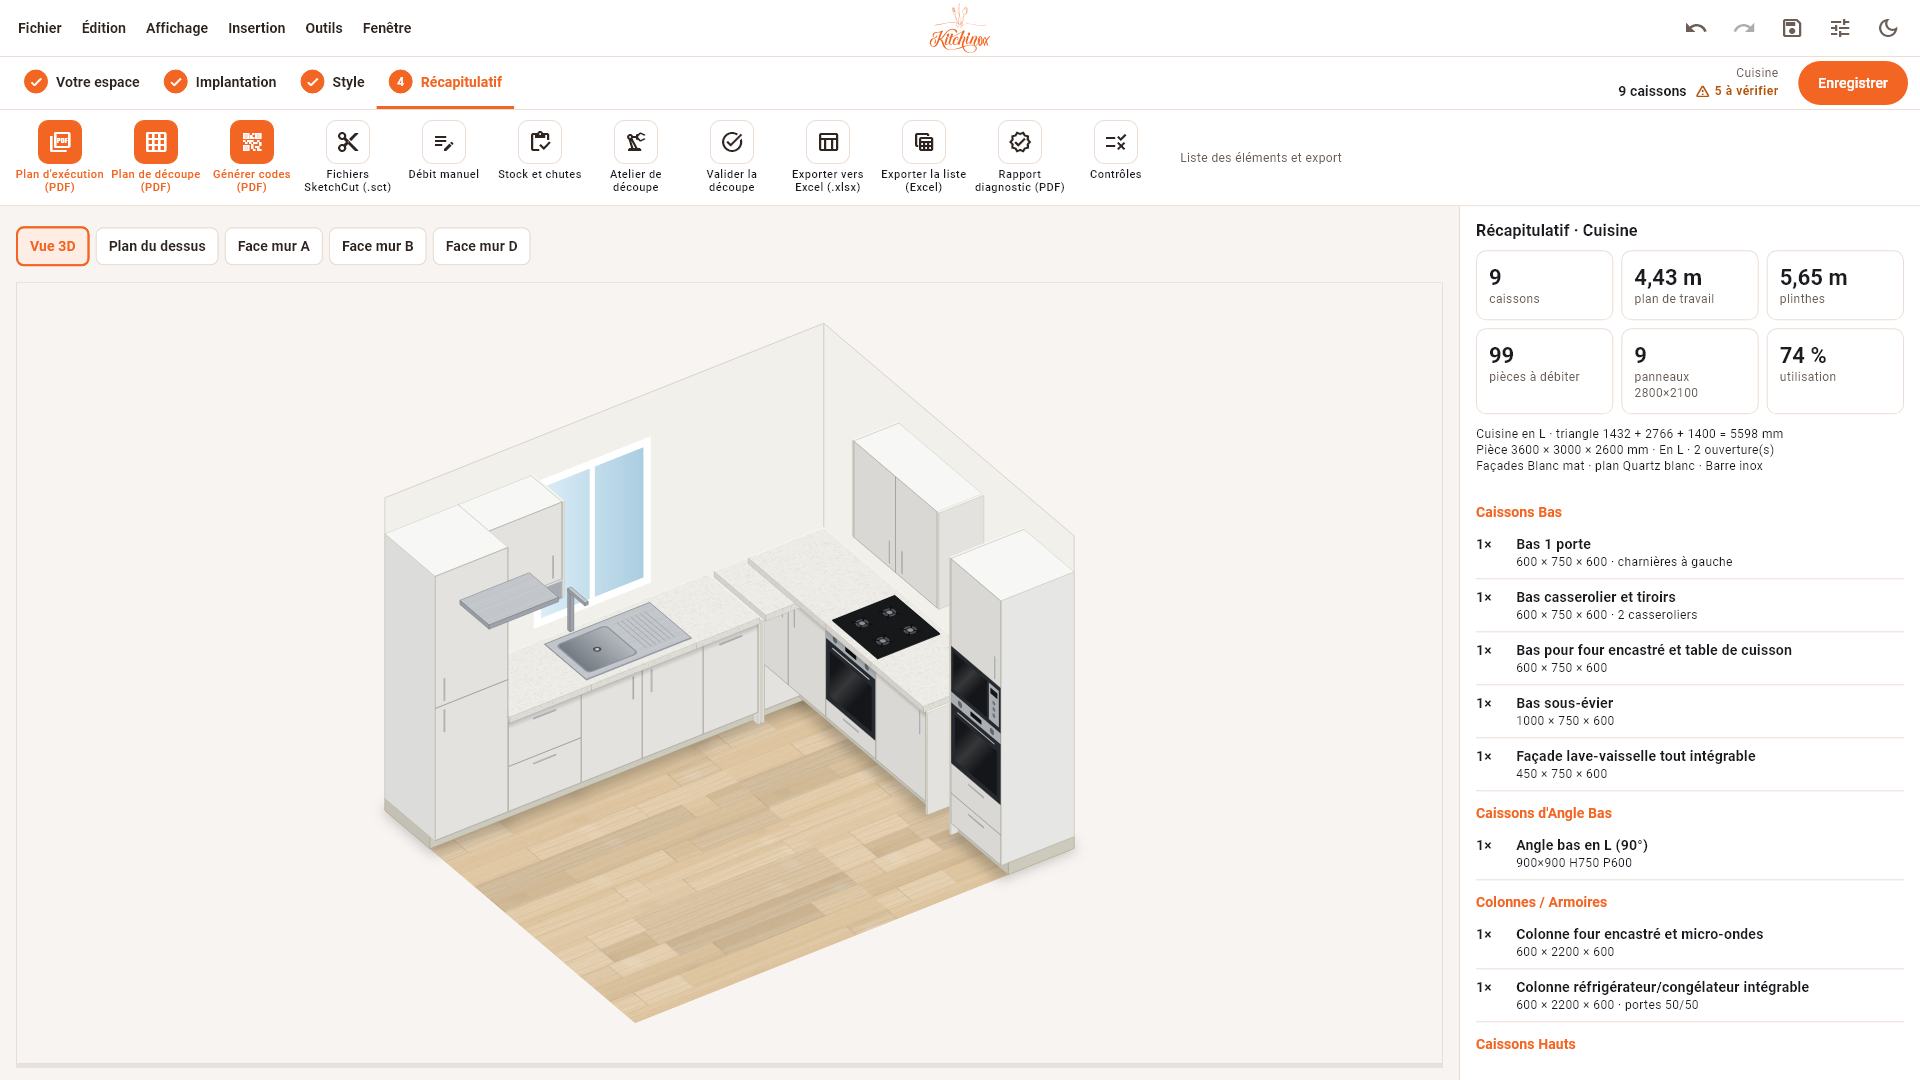 Fichier Édition Affichage Insertion Outils Fenêtre
Kitchinox
Votre espace
Implantation
Style
4 Récapitulatif
Cuisine
9 caissons 5 à vérifier
Enregistrer
Plan d'exécution
(PDF)
Plan de découpe
(PDF)
Générer codes
(PDF)
Fichiers
SketchCut (.sct)
Débit manuel
Stock et chutes
Atelier de
découpe
Valider la
découpe
Exporter vers
Excel (.xlsx)
Exporter la liste
(Excel)
Rapport
diagnostic (PDF)
Contrôles
Liste des éléments et export
Vue 3D
Plan du dessus
Face mur A
Face mur B
Face mur D
Récapitulatif · Cuisine
9
caissons
4,43 m
plan de travail
5,65 m
plinthes
99
pièces à débiter
9
panneaux
2800×2100
74 %
utilisation
Cuisine en L · triangle 1432 + 2766 + 1400 = 5598 mm
Pièce 3600 × 3000 × 2600 mm · En L · 2 ouverture(s)
Façades Blanc mat · plan Quartz blanc · Barre inox
Caissons Bas
1× Bas 1 porte
600 × 750 × 600 · charnières à gauche
1× Bas casserolier et tiroirs
600 × 750 × 600 · 2 casseroliers
1× Bas pour four encastré et table de cuisson
600 × 750 × 600
1× Bas sous-évier
1000 × 750 × 600
1× Façade lave-vaisselle tout intégrable
450 × 750 × 600
Caissons d'Angle Bas
1× Angle bas en L (90°)
900×900 H750 P600
Colonnes / Armoires
1× Colonne four encastré et micro-ondes
600 × 2200 × 600
1× Colonne réfrigérateur/congélateur intégrable
600 × 2200 × 600 · portes 50/50
Caissons Hauts